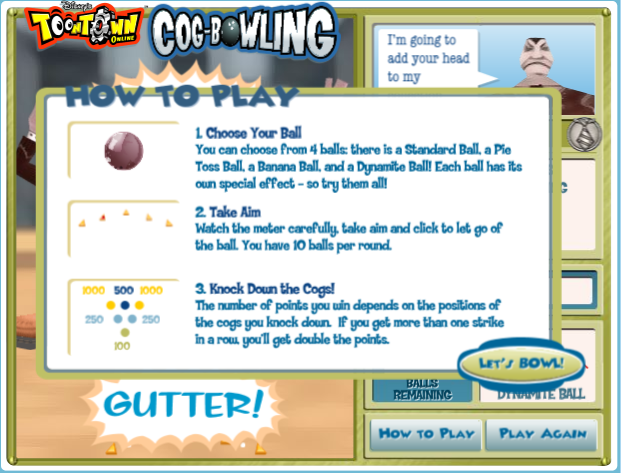 Disney's
TOONTOWN
ONLINE
COG-BOWLING
I'm going to
add your head
to my
HOW TO PLAY
1. Choose Your Ball
You can choose from 4 balls: there is a Standard Ball, a Pie
Toss Ball, a Banana Ball, and a Dynamite Ball! Each ball has its
own special effect - so try them all!
2. Take Aim
Watch the meter carefully, take aim and click to let go of
the ball. You have 10 balls per round.
1000 500 1000
250 250
100
3. Knock Down the Cogs!
The number of points you win depends on the positions of
the cogs you knock down. If you get more than one strike
in a row, you'll get double the points.
LET'S BOWL!
GUTTER!
BALLS
REMAINING
DYNAMITE BALL
HOW TO PLAY
PLAY AGAIN